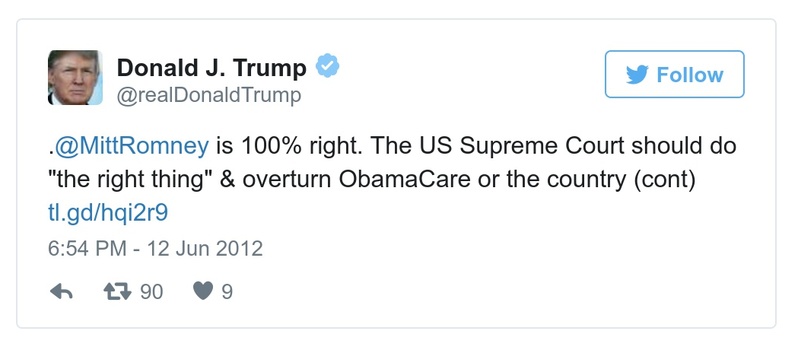 Donald J. Trump
@realDonaldTrump
Follow
.@MittRomney is 100% right. The US Supreme Court should do
"the right thing" & overturn ObamaCare or the country (cont)
tl.gd/hqi2r9
6:54 PM - 12 Jun 2012
90 9